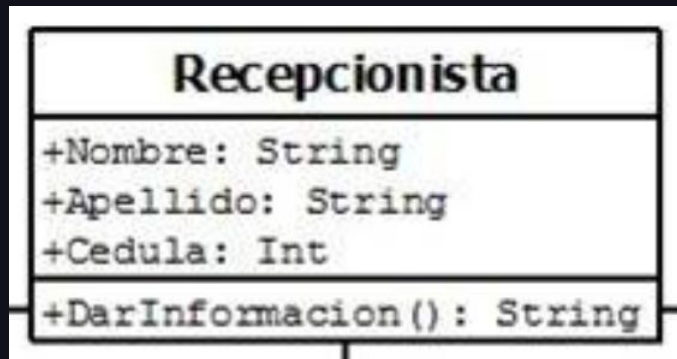 Recepcionista
+Nombre: String
+Apellido: String
+Cedula: Int
+DarInformacion(): String